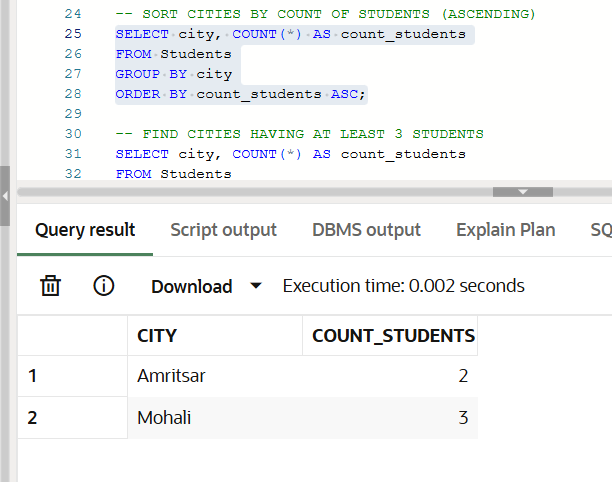 24 -- SORT CITIES BY COUNT OF STUDENTS (ASCENDING)
25 SELECT city, COUNT(*) AS count_students
26 FROM Students
27 GROUP BY city
28 ORDER BY count_students ASC;
29
30 -- FIND CITIES HAVING AT LEAST 3 STUDENTS
31 SELECT city, COUNT(*) AS count_students
32 FROM Students
Query result Script output DBMS output Explain Plan SQ
Download Execution time: 0.002 seconds
CITY COUNT_STUDENTS
1 Amritsar 2
2 Mohali 3